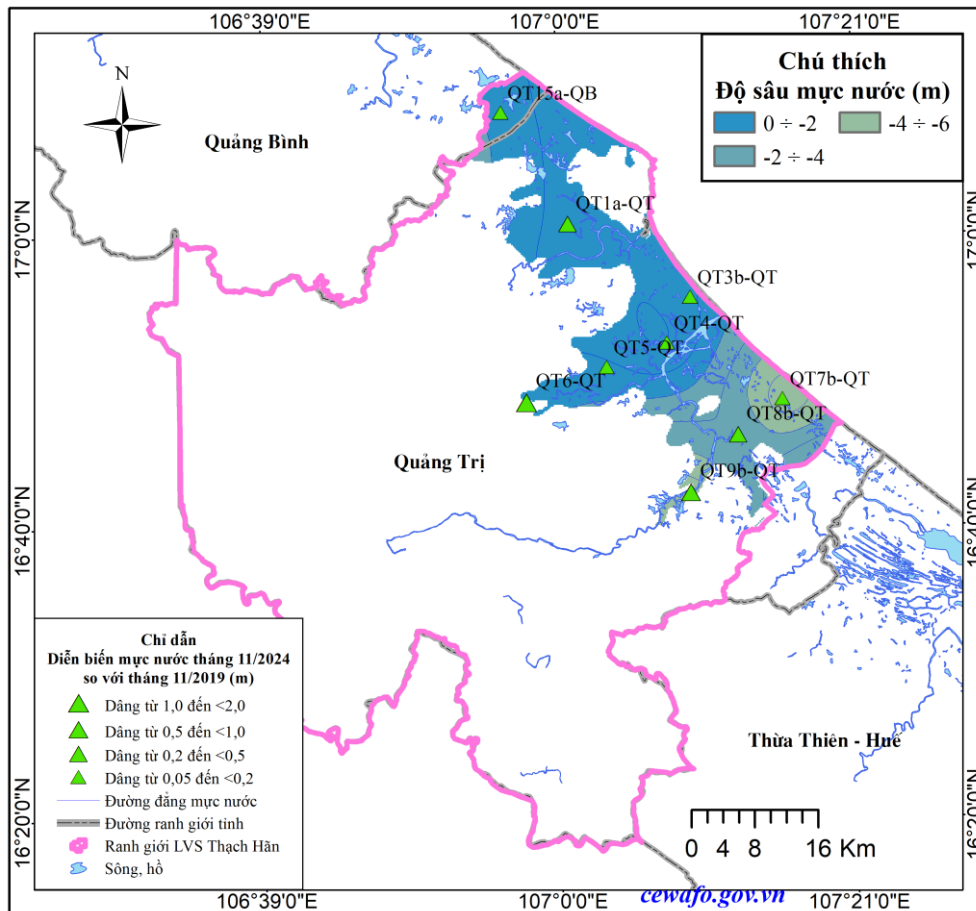 106°39'0"E
107°0'0"E
107°21'0"E
N
Chú thích
Độ sâu mực nước (m)
0 ÷ -2
-4 ÷ -6
-2 ÷ -4
QT15a-QB
Quảng Bình
17°0'0"N
17°0'0"N
QT1a-QT
QT3b-QT
QT4-QT
QT5-QT
QT6-QT
QT7b-QT
QT8b-QT
Quảng Trị
QT9b-QT
16°40'0"N
16°40'0"N
Chỉ dẫn
Diễn biến mực nước tháng 11/2024
so với tháng 11/2019 (m)
Dâng từ 1,0 đến <2,0
Dâng từ 0,5 đến <1,0
Dâng từ 0,2 đến <0,5
Dâng từ 0,05 đến <0,2
Đường đẳng mực nước
Đường ranh giới tỉnh
Ranh giới LVS Thạch Hãn
Sông, hồ
Thừa Thiên - Huế
16°20'0"N
16°20'0"N
0 4 8 16 Km
cewafo.gov.vn
106°39'0"E
107°0'0"E
107°21'0"E